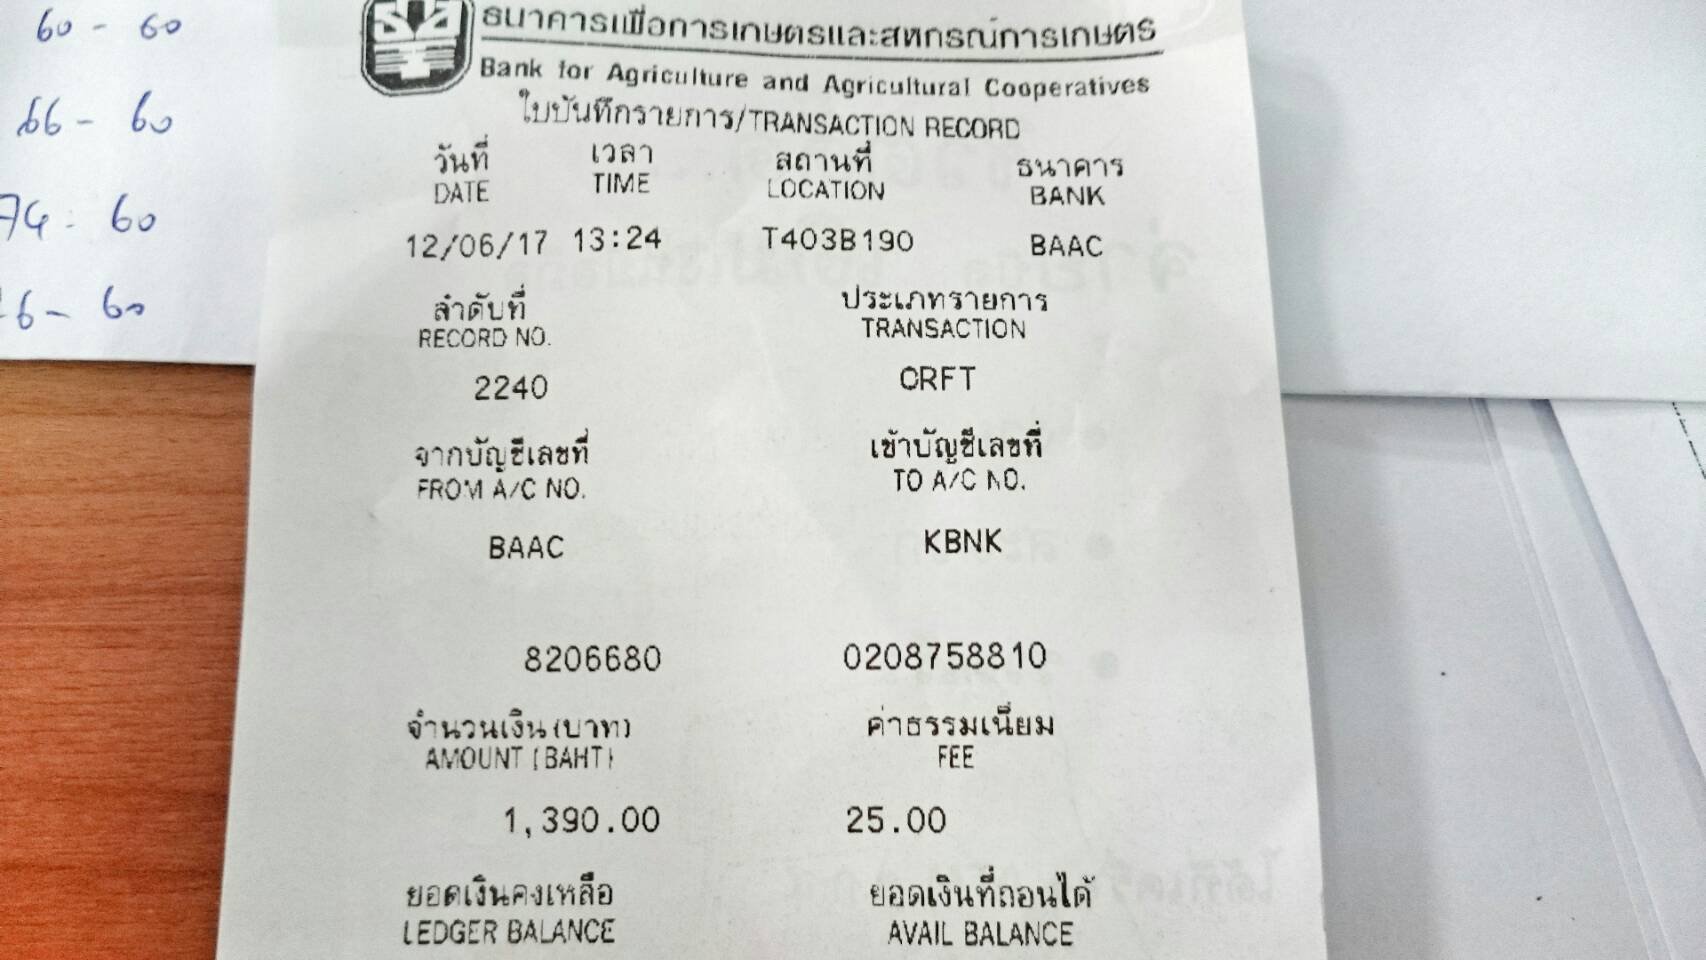 60 - 60
66 - 60
74 - 60
6 - 60
ธนาคารเพื่อการเกษตรและสหกรณ์การเกษตร
Bank for Agriculture and Agricultural Cooperatives
ใบบันทึกรายการ/TRANSACTION RECORD
วันที่ เวลา สถานที่ ธนาคาร
DATE TIME LOCATION BANK
12/06/17 13:24 T403B190 BAAC
ลำดับที่ ประเภทรายการ
RECORD NO. TRANSACTION
2240 ORFT
จากบัญชีเลขที่ เข้าบัญชีเลขที่
FROM A/C NO. TO A/C NO.
BAAC KBNK
8206680 0208758810
จำนวนเงิน(บาท) ค่าธรรมเนียม
AMOUNT (BAHT) FEE
1,390.00 25.00
ยอดเงินคงเหลือ ยอดเงินที่ถอนได้
LEDGER BALANCE AVAIL BALANCE